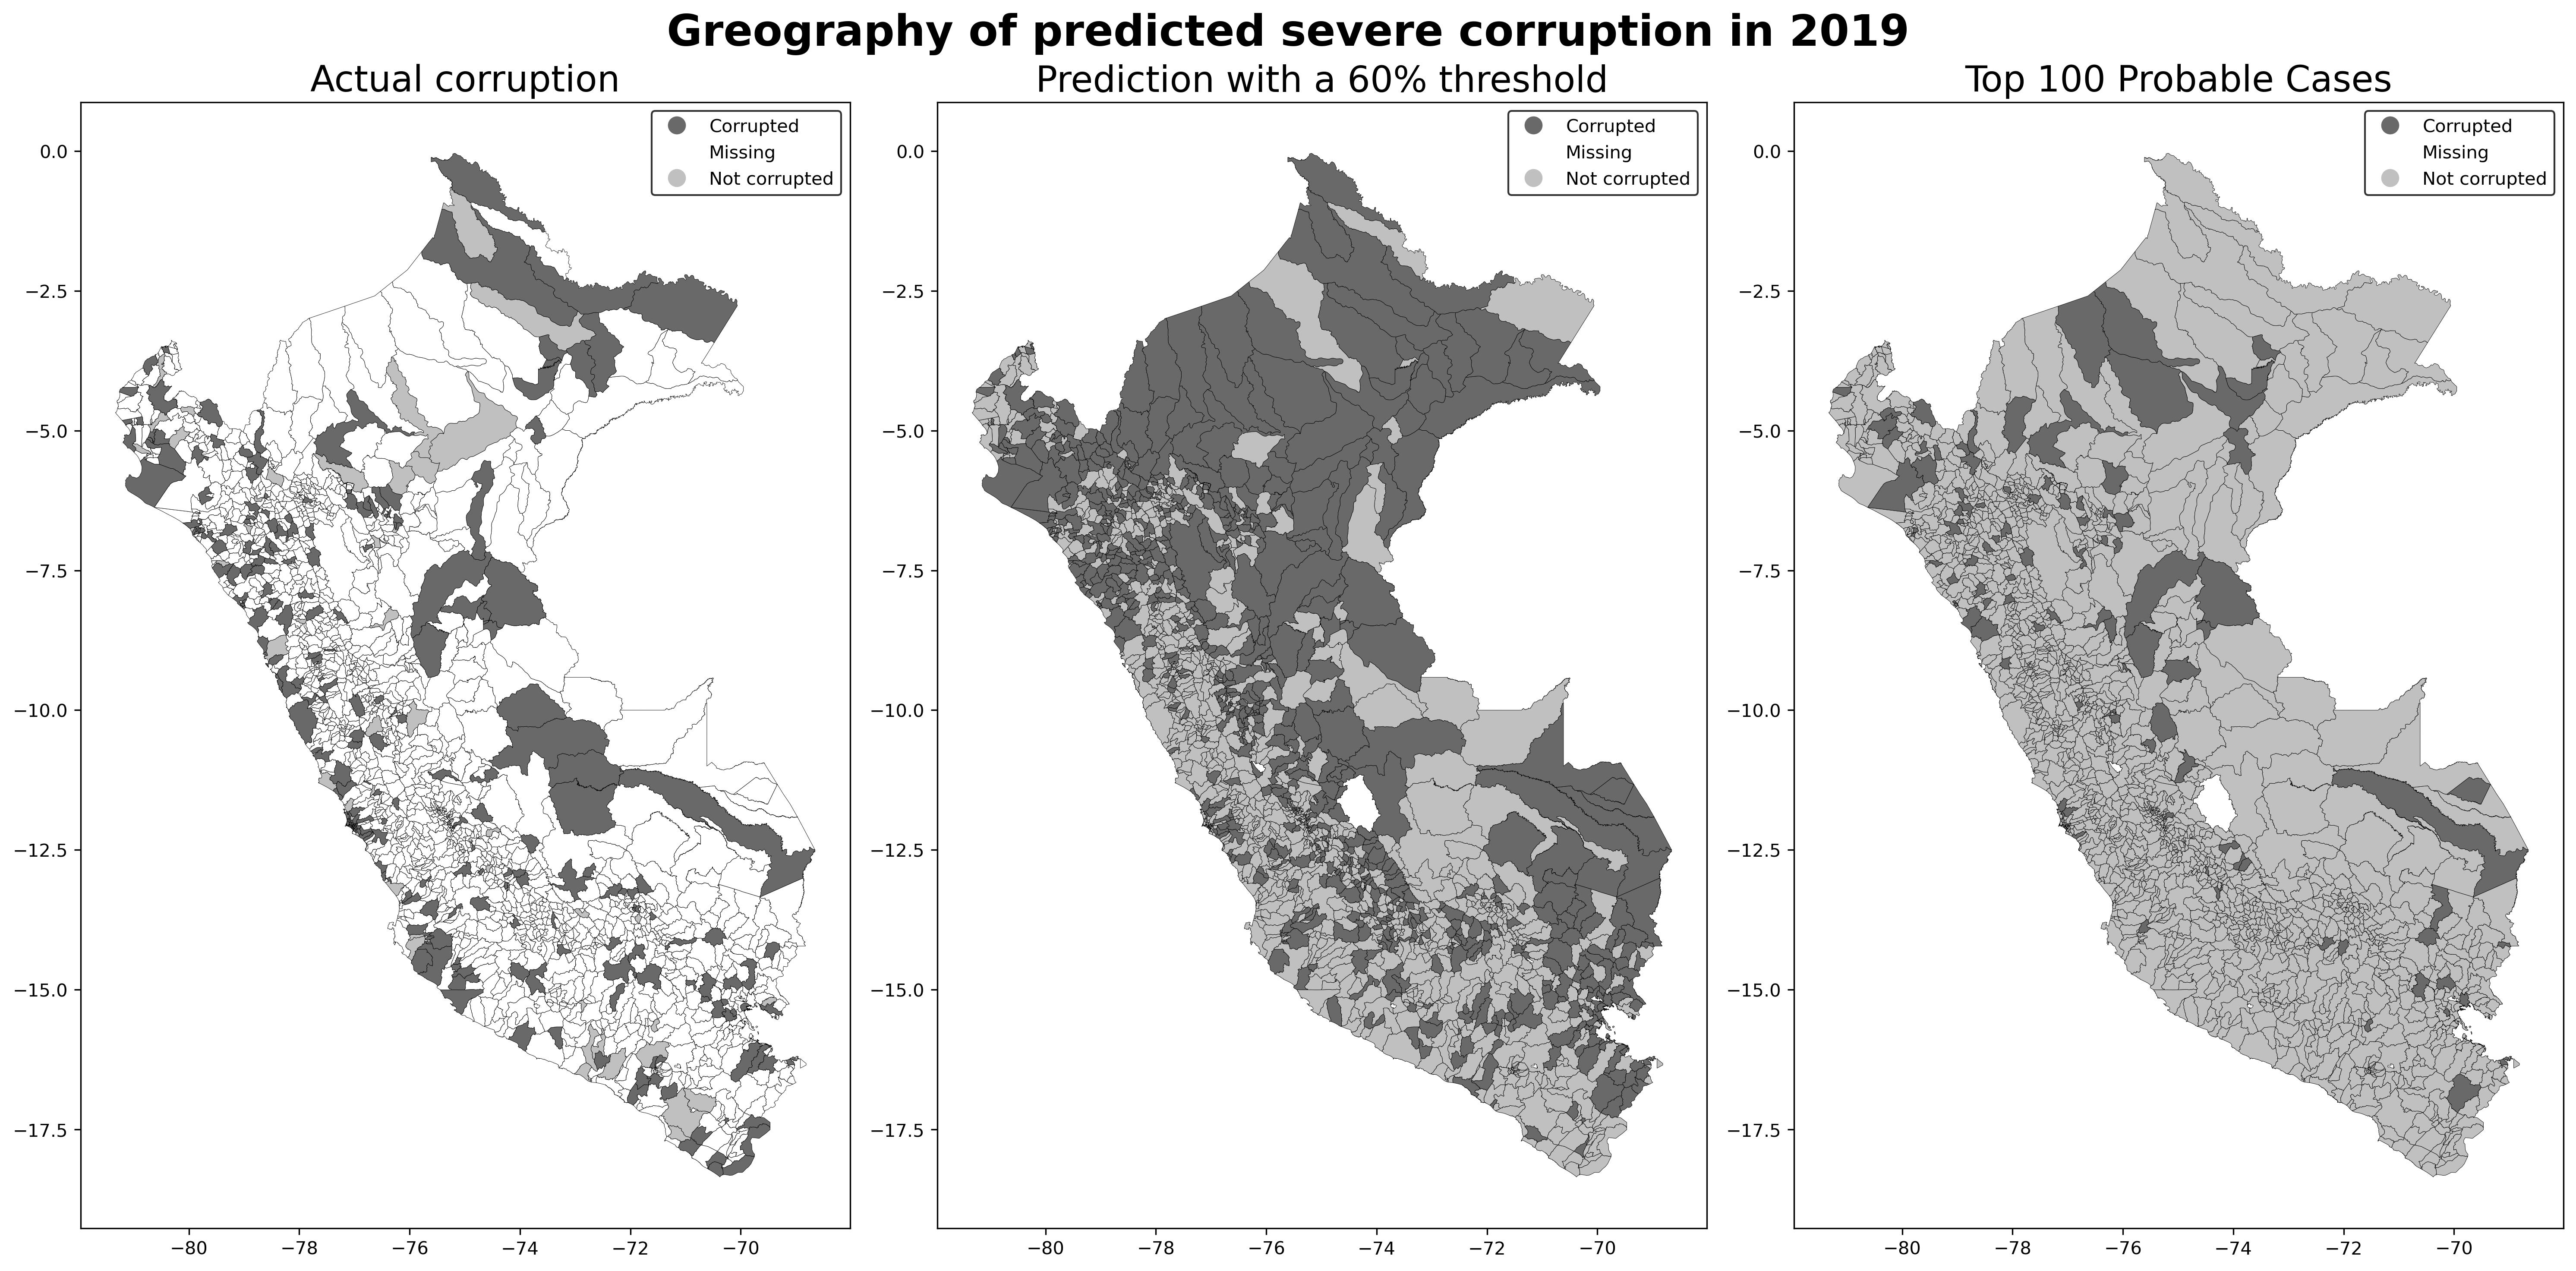 Greography of predicted severe corruption in 2019
Actual corruption
Corrupted
Missing
Not corrupted
0.0
−2.5
−5.0
−7.5
−10.0
−12.5
−15.0
−17.5
−80 −78 −76 −74 −72 −70
Prediction with a 60% threshold
Corrupted
Missing
Not corrupted
0.0
−2.5
−5.0
−7.5
−10.0
−12.5
−15.0
−17.5
−80 −78 −76 −74 −72 −70
Top 100 Probable Cases
Corrupted
Missing
Not corrupted
0.0
−2.5
−5.0
−7.5
−10.0
−12.5
−15.0
−17.5
−80 −78 −76 −74 −72 −70